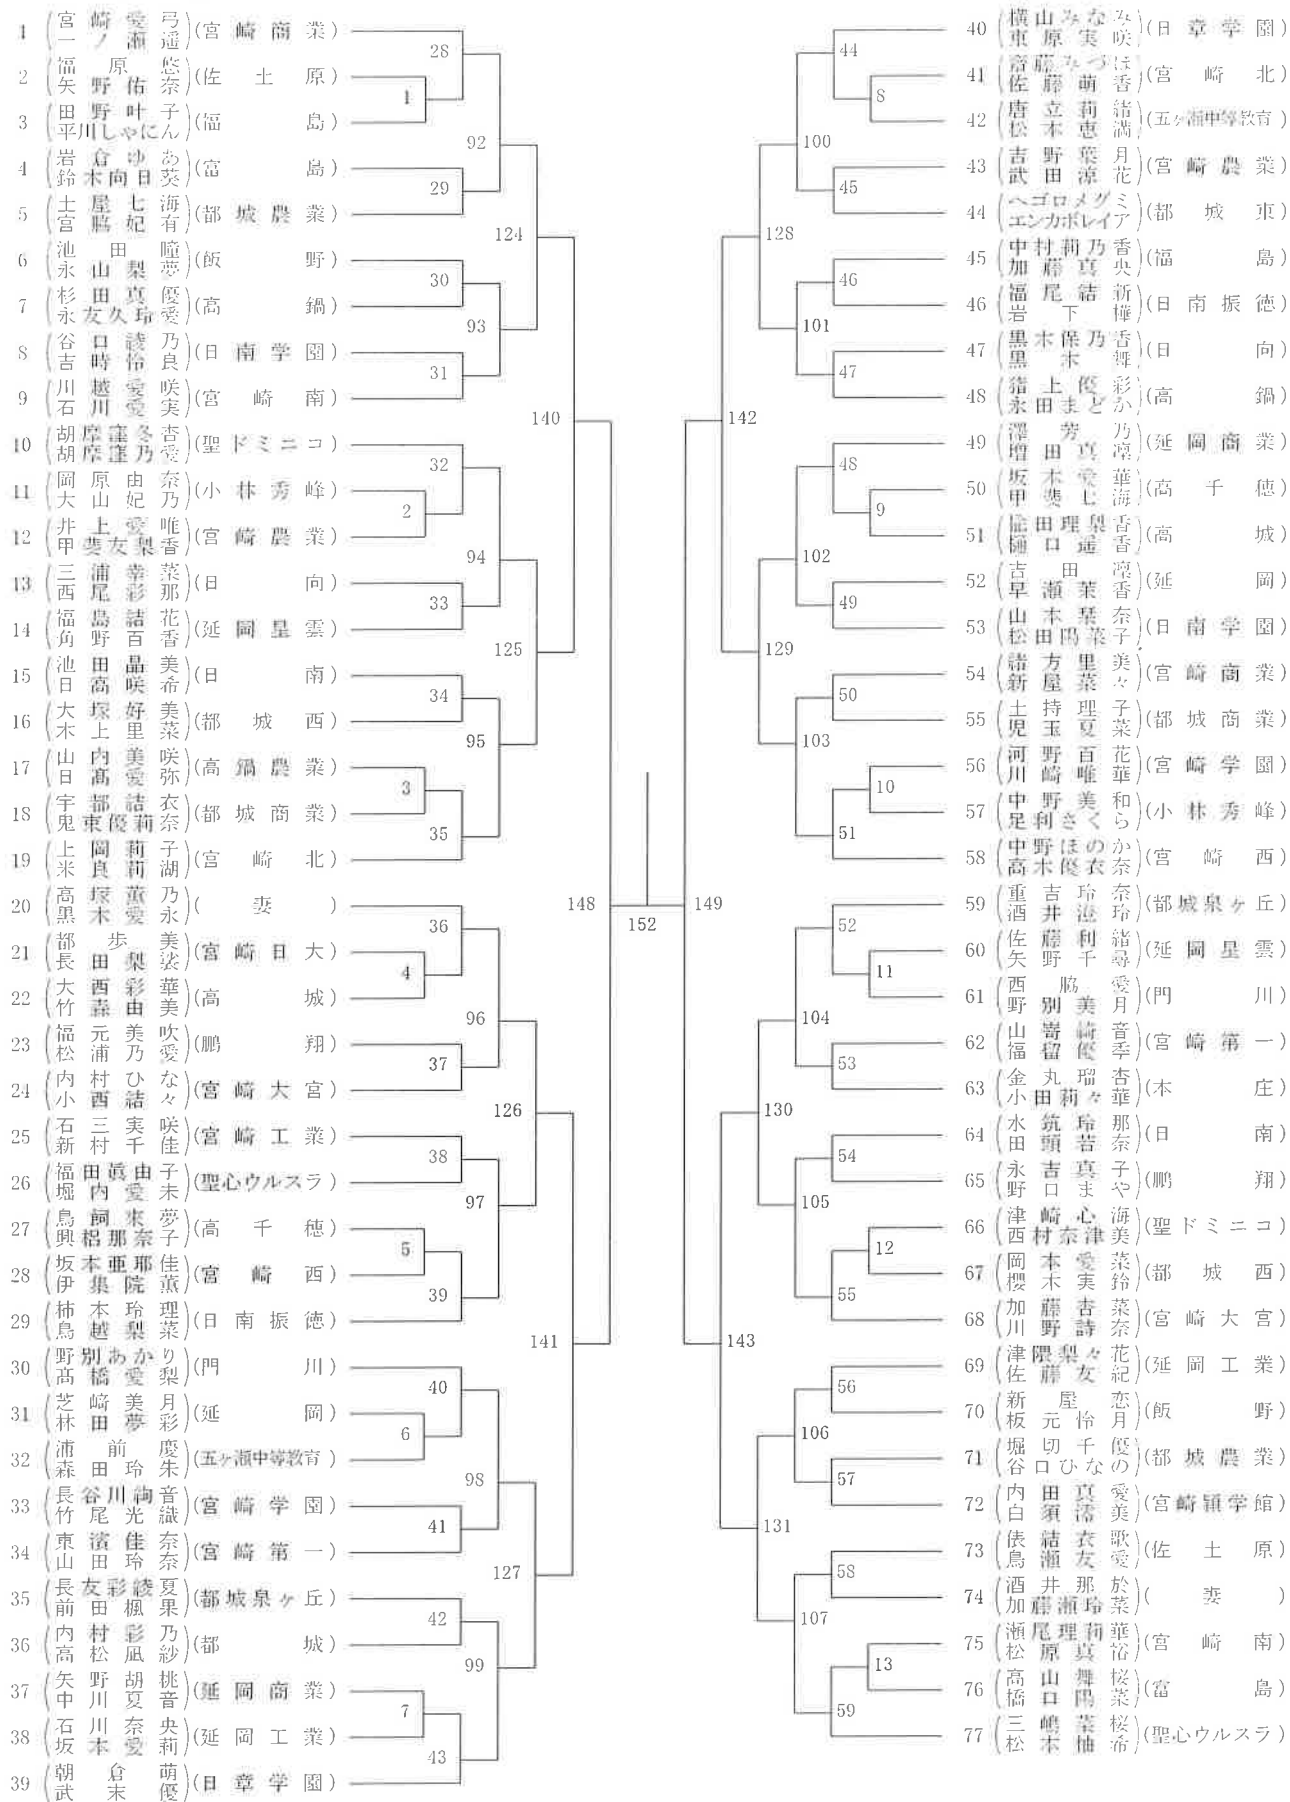 1 (宮崎愛弓 一ノ瀬遥)(宮崎商業)
2 (福原悠 矢野佑奈)(佐土原)
3 (田野叶子 平川しゃにん)(福島)
4 (岩倉ゆあ 鈴木向日葵)(富島)
5 (土屋七海 宮脇妃有)(都城農業)
6 (池田瞳 永山梨夢)(飯野)
7 (杉田真優 永友久玲愛)(高鍋)
8 (谷口綾乃 吉時怜良)(日南学園)
9 (川越愛咲 石川愛実)(宮崎南)
10 (胡摩窪冬杏 胡摩窪乃愛)(聖ドミニコ)
11 (岡原由奈 大山妃乃)(小林秀峰)
12 (井上愛唯 甲斐友梨香)(宮崎農業)
13 (三浦幸菜 西尾彩那)(日向)
14 (福島詰花 角野百香)(延岡星雲)
15 (池田晶美 日高咲希)(日南)
16 (大塚好美 木上里菜)(都城西)
17 (山内美咲 日髙愛弥)(高鍋農業)
18 (宇都詰衣 鬼束優莉奈)(都城商業)
19 (上岡莉子 米良莉湖)(宮崎北)
20 (高塚薫乃 黒木愛永)(妻)
21 (都歩美 長田梨裟)(宮崎日大)
22 (大西彩華 竹森由美)(高城)
23 (福元美吹 松浦乃愛)(鵬翔)
24 (内村ひな 小西結々)(宮崎大宮)
25 (石三実咲 新村千佳)(宮崎工業)
26 (福田眞由子 堀内愛未)(聖心ウルスラ)
27 (鳥飼来夢 興梠那奈子)(高千穂)
28 (坂本亜耶佳 伊集院薫)(宮崎西)
29 (柿本玲理 鳥越梨菜)(日南振徳)
30 (野別あかり 髙橋愛梨)(門川)
31 (芝崎美月 林田夢彩)(延岡)
32 (浦前慶 森田玲朱)(五ヶ瀬中等教育)
33 (長谷川絢音 竹尾光織)(宮崎学園)
34 (東濱佳奈 山田玲奈)(宮崎第一)
35 (長友彩綾夏 前田楓果)(都城泉ヶ丘)
36 (内村彩乃 高松凪紗)(都城)
37 (矢野胡桃 中川夏音)(延岡商業)
38 (石川奈央 坂本愛莉)(延岡工業)
39 (朝倉萌 武末優)(日章学園)
28
1
92
29
124
30
93
31
140
32
2
94
33
125
34
95
3
35
148
36
4
96
37
126
38
97
5
39
141
40
6
98
41
127
42
99
7
43
152
40 (横山みなみ 東原実咲)(日章学園)
41 (齋藤みづほ 佐藤萌香)(宮崎北)
42 (唐立莉緒 松本恵満)(五ヶ瀬中等教育)
43 (吉野葉月 武田涼花)(宮崎農業)
44 (ヘゴロメグミ エンカボレイア)(都城東)
45 (中村莉乃香 加藤真央)(福島)
46 (福尾結新 岩下樺)(日南振徳)
47 (黒木保乃香 黒木舞)(日向)
48 (猪上優彩 永田まどか)(高鍋)
49 (澤芳乃 増田真凜)(延岡商業)
50 (坂本愛華 甲斐七海)(高千穂)
51 (田理梨香 樋口遥香)(高城)
52 (吉田凜 早瀬茉香)(延岡)
53 (山本栞奈 松田陽菜子)(日南学園)
54 (緒方里美 新屋菜々)(宮崎商業)
55 (土持理子 児玉夏菜)(都城商業)
56 (河野百花 川崎唯華)(宮崎学園)
57 (中野美和 足利さくら)(小林秀峰)
58 (中野ほのか 高木優衣奈)(宮崎西)
59 (重吉玲奈 酒井澄玲)(都城泉ヶ丘)
60 (佐藤利緒 矢野千尋)(延岡星雲)
61 (西脇愛 野別美月)(門川)
62 (山嵜綺音 福留優季)(宮崎第一)
63 (金丸瑠杏 小田莉々華)(本庄)
64 (水筑玲那 田頭若奈)(日南)
65 (永吉真子 野口まや)(鵬翔)
66 (津崎心海 西村奈津美)(聖ドミニコ)
67 (岡本愛菜 櫻木実鈴)(都城西)
68 (加藤杏菜 川野詩奈)(宮崎大宮)
69 (津隈梨々花 佐藤友紀)(延岡工業)
70 (新屋恋 板元怜月)(飯野)
71 (堀切千優 谷口ひなの)(都城農業)
72 (内田真愛 白須澪美)(宮崎穎学館)
73 (俵結衣歌 鳥瀬友愛)(佐土原)
74 (酒井那於 加藤瀬玲菜)(妻)
75 (瀬尾理莉華 松原真裕)(宮崎南)
76 (高山舞桜 橋口陽菜)(富島)
77 (三嶋菜桜 松本柚希)(聖心ウルスラ)
44
8
100
45
128
46
101
47
142
48
9
102
49
129
50
103
10
51
149
52
11
104
53
130
54
105
12
55
143
56
106
57
131
58
107
13
59